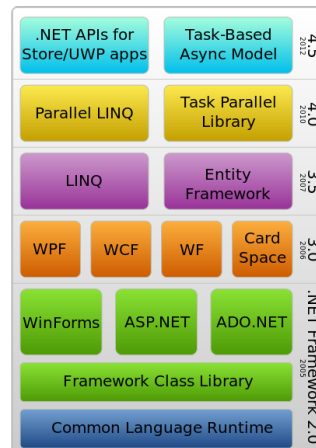 .NET APIs for
Store/UWP apps
Task-Based
Async Model
4.5
2012
Parallel LINQ
Task Parallel
Library
4.0
2010
LINQ
Entity
Framework
3.5
2007
WPF
WCF
WF
Card
Space
3.0
2006
WinForms
ASP.NET
ADO.NET
Framework Class Library
Common Language Runtime
.NET Framework 2.0
2005